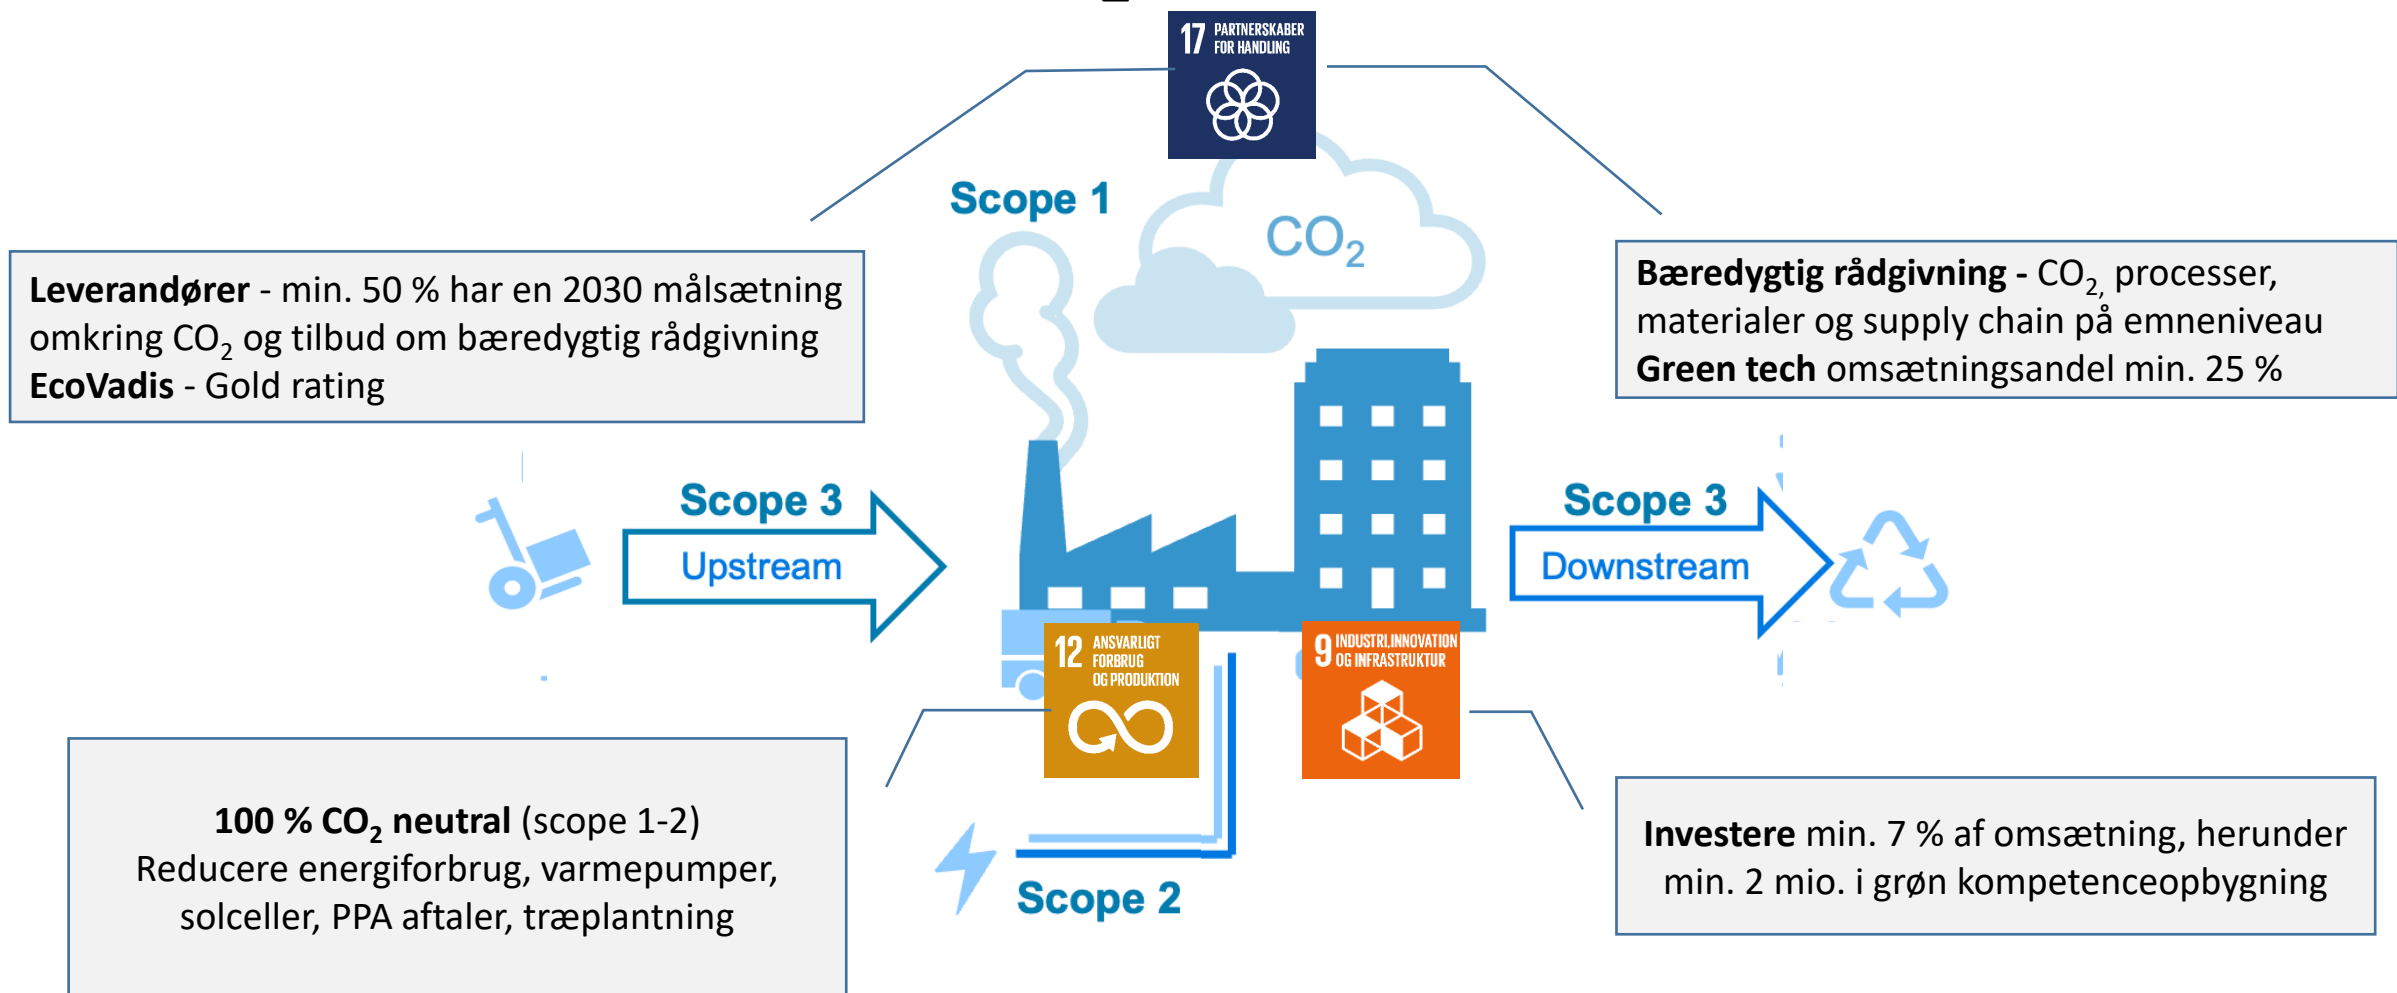 17 PARTNERSKABER
FOR HANDLING
Scope 1
CO₂
Leverandører - min. 50 % har en 2030 målsætning
omkring CO₂ og tilbud om bæredygtig rådgivning
EcoVadis - Gold rating
Bæredygtig rådgivning - CO₂, processer,
materialer og supply chain på emneniveau
Green tech omsætningsandel min. 25 %
Scope 3
Upstream
Scope 3
Downstream
12 ANSVARLIGT
FORBRUG
OG PRODUKTION
9 INDUSTRI, INNOVATION
OG INFRASTRUKTUR
100 % CO₂ neutral (scope 1-2)
Reducere energiforbrug, varmepumper,
solceller, PPA aftaler, træplantning
Scope 2
Investere min. 7 % af omsætning, herunder
min. 2 mio. i grøn kompetenceopbygning